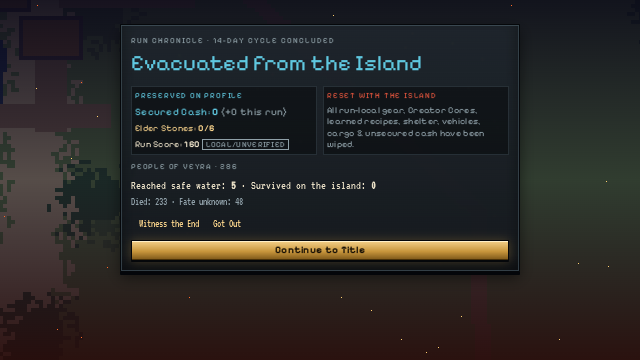 RUN CHRONICLE · 14-DAY CYCLE CONCLUDED
Evacuated from the Island
PRESERVED ON PROFILE
Secured Cash: 0 (+0 this run)
Elder Stones: 0/6
Run Score: 160 LOCAL/UNVERIFIED
RESET WITH THE ISLAND
All run-local gear, Creator Cores,
learned recipes, shelter, vehicles,
cargo & unsecured cash have been
wiped.
PEOPLE OF VEYRA · 286
Reached safe water: 5 · Survived on the island: 0
Died: 233 · Fate unknown: 48
Witness the End Got Out
Continue to Title